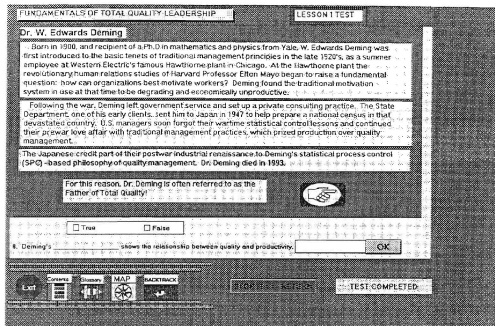 FUNDAMENTALS OF TOTAL QUALITY LEADERSHIP
LESSON 1 TEST
Dr. W. Edwards Deming
Born in 1900, and recipient of a Ph.D in mathematics and physics from Yale, W. Edwards Deming was
first introduced to the basic tenets of traditional management principles in the late 1920's, as a summer
employee at Western Electric's famous Hawthorne plant in Chicago. At the Hawthorne plant the
revolutionary human relations studies of Harvard Professor Elton Mayo began to raise a fundamental
question: how can organizations best motivate workers? Deming found the traditional motivation
system in use at that time to be degrading and economically unproductive.
Following the war, Deming left government service and set up a private consulting practice. The State
Department, one of his early clients, sent him to Japan in 1947 to help prepare a national census in that
devastated country. U.S. managers soon forgot their wartime statistical control lessons and continued
their prewar love affair with traditional management practices, which prized production over quality
management.
The Japanese credit part of their postwar industrial renaissance to Deming's statistical process control
(SPC) -based philosophy of quality management. Dr. Deming died in 1993.
For this reason, Dr. Deming is often referred to as the
Father of Total Quality!
True
False
8. Deming's shows the relationship between quality and productivity.
OK
Exit
Contents
Glossary
MAP
BACKTRACK
TEST COMPLETED